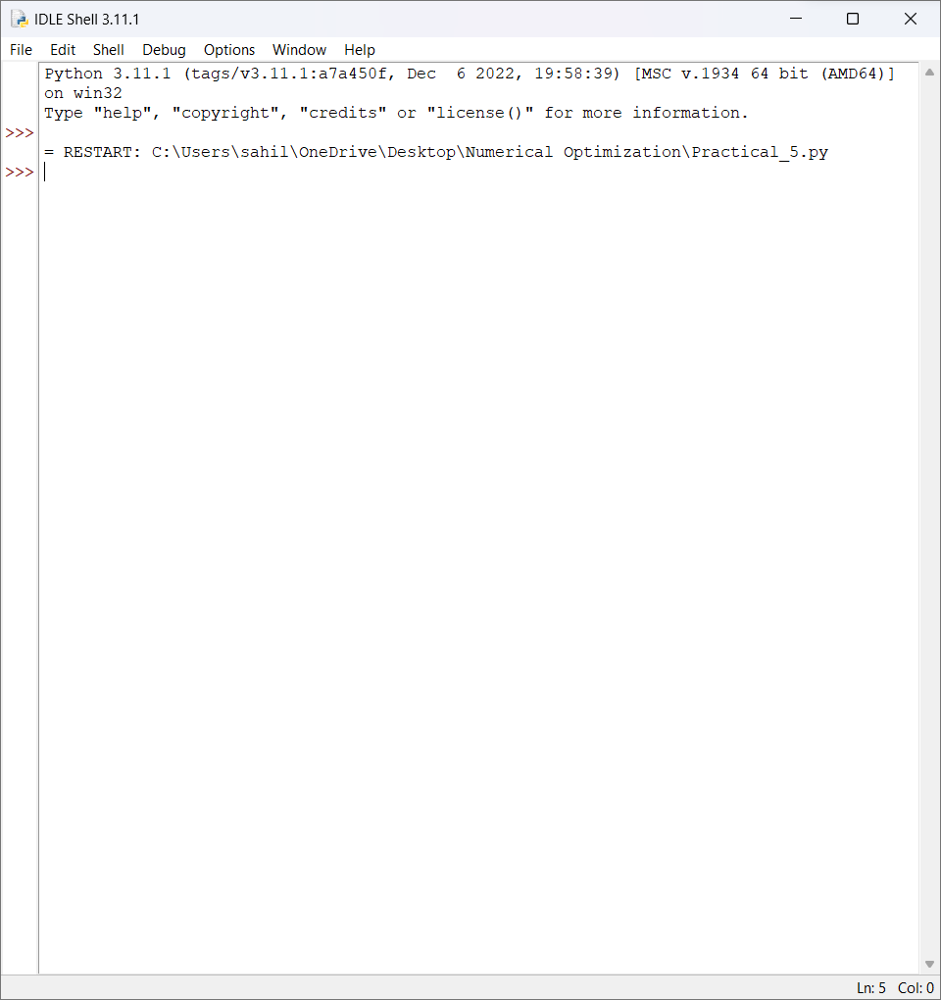 IDLE Shell 3.11.1
File Edit Shell Debug Options Window Help
Python 3.11.1 (tags/v3.11.1:a7a450f, Dec  6 2022, 19:58:39) [MSC v.1934 64 bit (AMD64)]
on win32
Type "help", "copyright", "credits" or "license()" for more information.
>>>
= RESTART: C:\Users\sahil\OneDrive\Desktop\Numerical Optimization\Practical_5.py
>>>
Ln: 5 Col: 0